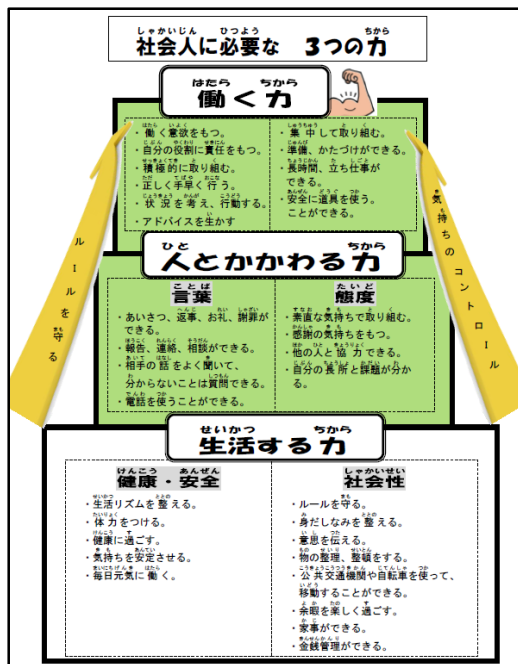 社会人に必要な 3つの力
働く力
・働く意欲をもつ。
・自分の役割に責任をもつ。
・積極的に取り組む。
・正しく手早く行う。
・状況を考え、行動する。
・アドバイスを生かす
・集中して取り組む。
・準備、かたづけができる。
・長時間、立ち仕事が
できる。
・安全に道具を使う。
ことができる。
ルールを守る
気持ちのコントロール
人とかかわる力
言葉
・あいさつ、返事、お礼、謝罪が
できる。
・報告、連絡、相談ができる。
・相手の話をよく聞いて、
分からないことは質問できる。
・電話を使うことができる。
態度
・素直な気持ちで取り組む。
・感謝の気持ちをもつ。
・他の人と協力できる。
・自分の長所と課題が分か
る。
生活する力
健康・安全
・生活リズムを整える。
・体力をつける。
・健康に過ごす。
・気持ちを安定させる。
・毎日元気に働く。
社会性
・ルールを守る。
・身だしなみを整える。
・意思を伝える。
・物の整理、整頓をする。
・公共交通機関や自転車を使って、
移動することができる。
・余暇を楽しく過ごす。
・家事ができる。
・金銭管理ができる。